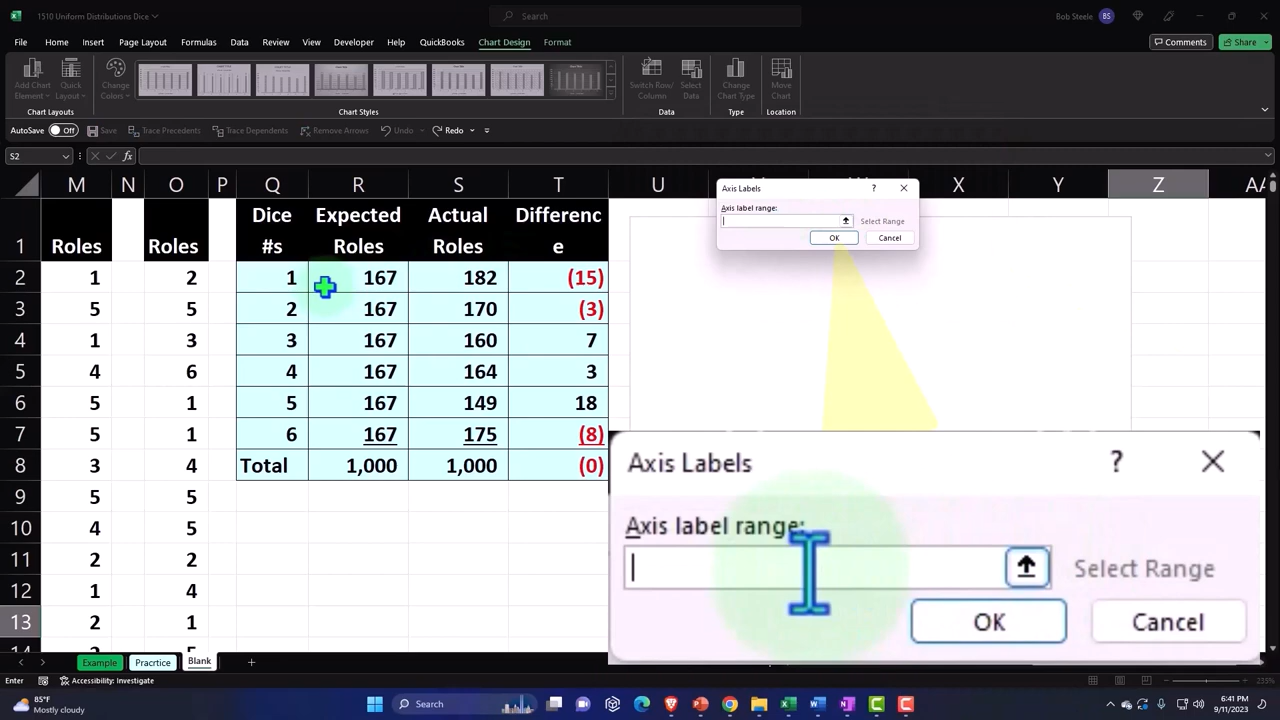 1510 Uniform Distributions Dice
Search
Bob Steele BS
File Home Insert Page Layout Formulas Data Review View Developer Help QuickBooks Chart Design Format
Comments Share
Add Chart Element
Quick Layout
Change Colors
Switch Row/ Column
Select Data
Change Chart Type
Move Chart
Chart Layouts Chart Styles Data Type Location
AutoSave Off Save Trace Precedents Trace Dependents Remove Arrows Undo Redo
S2 fx
M N O P Q R S T U X Y Z AA
Dice Expected Actual Differenc
1 Roles Roles #s Roles Roles e
2 1 2 1 167 182 (15)
3 5 5 2 167 170 (3)
4 1 3 3 167 160 7
5 4 6 4 167 164 3
6 5 1 5 167 149 18
7 5 1 6 167 175 (8)
8 3 4 Total 1,000 1,000 (0)
9 5 5
10 4 5
11 2 2
12 1 4
13 2 1
Axis Labels ?
Axis label range:
Select Range
OK Cancel
Axis Labels ?
Axis label range:
Select Range
OK Cancel
Example Pracrtice Blank
Enter Accessibility: Investigate 235%
85°F
Mostly cloudy
Search
6:41 PM
9/11/2023